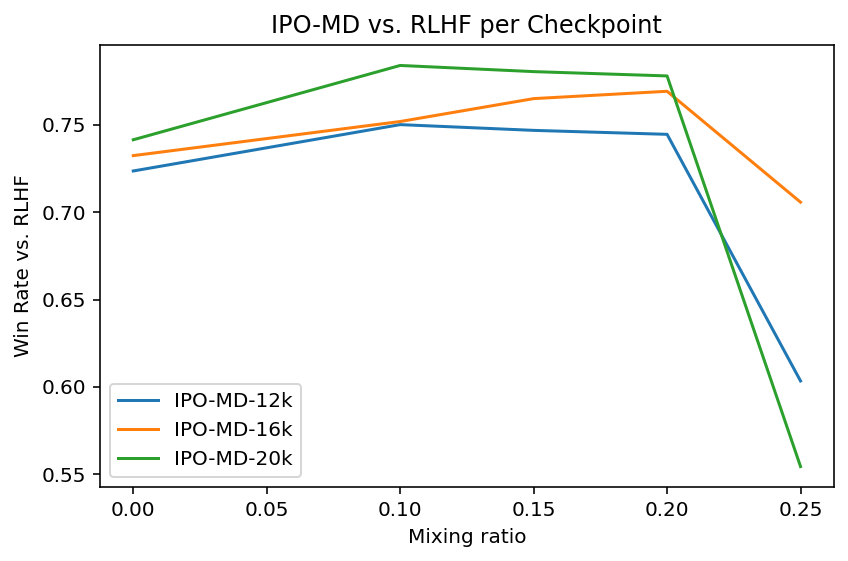 IPO-MD vs. RLHF per Checkpoint
Win Rate vs. RLHF
0.75
0.70
0.65
0.60
0.55
IPO-MD-12k
IPO-MD-16k
IPO-MD-20k
0.00 0.05 0.10 0.15 0.20 0.25
Mixing ratio